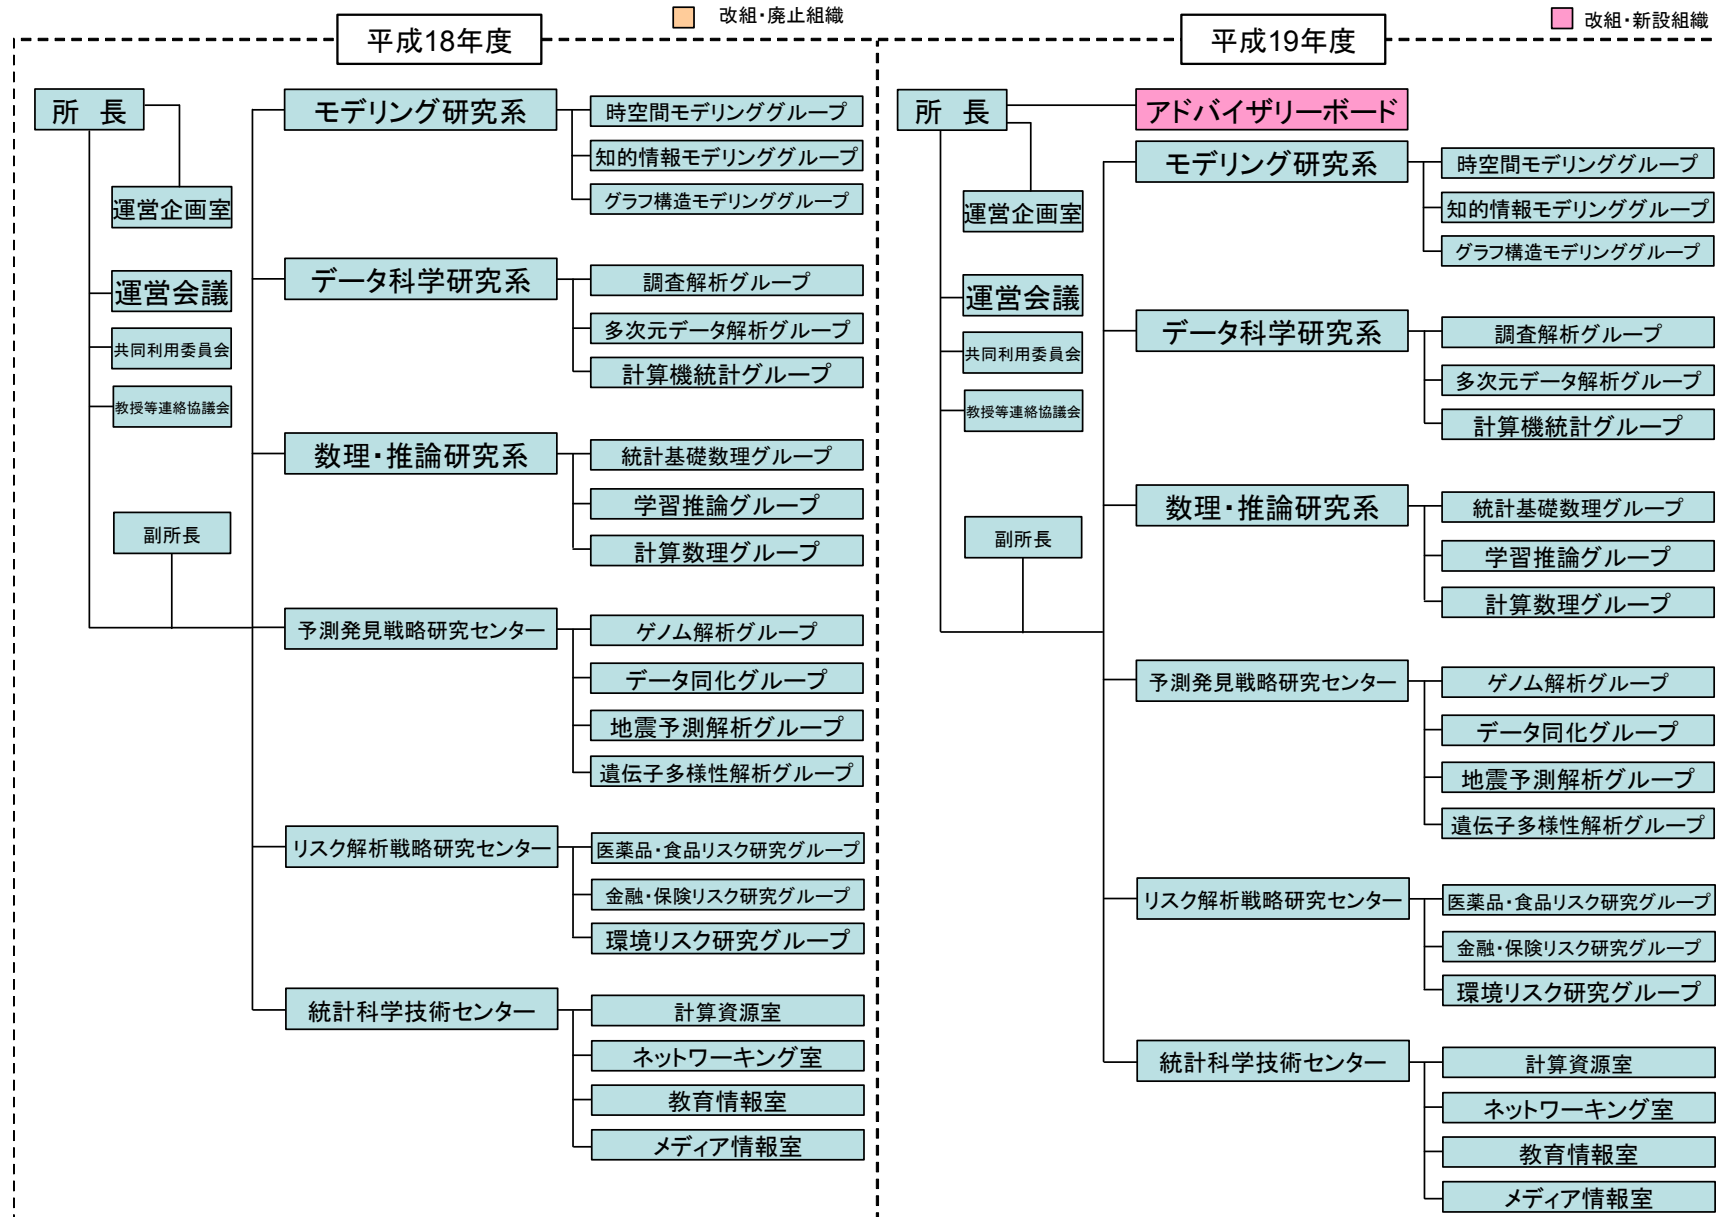 改組・廃止組織
平成18年度
所 長
運営企画室
運営会議
共同利用委員会
教授等連絡協議会
副所長
モデリング研究系
時空間モデリンググループ
知的情報モデリンググループ
グラフ構造モデリンググループ
データ科学研究系
調査解析グループ
多次元データ解析グループ
計算機統計グループ
数理・推論研究系
統計基礎数理グループ
学習推論グループ
計算数理グループ
予測発見戦略研究センター
ゲノム解析グループ
データ同化グループ
地震予測解析グループ
遺伝子多様性解析グループ
リスク解析戦略研究センター
医薬品・食品リスク研究グループ
金融・保険リスク研究グループ
環境リスク研究グループ
統計科学技術センター
計算資源室
ネットワーキング室
教育情報室
メディア情報室
改組・新設組織
平成19年度
所 長
アドバイザリーボード
運営企画室
運営会議
共同利用委員会
教授等連絡協議会
副所長
モデリング研究系
時空間モデリンググループ
知的情報モデリンググループ
グラフ構造モデリンググループ
データ科学研究系
調査解析グループ
多次元データ解析グループ
計算機統計グループ
数理・推論研究系
統計基礎数理グループ
学習推論グループ
計算数理グループ
予測発見戦略研究センター
ゲノム解析グループ
データ同化グループ
地震予測解析グループ
遺伝子多様性解析グループ
リスク解析戦略研究センター
医薬品・食品リスク研究グループ
金融・保険リスク研究グループ
環境リスク研究グループ
統計科学技術センター
計算資源室
ネットワーキング室
教育情報室
メディア情報室